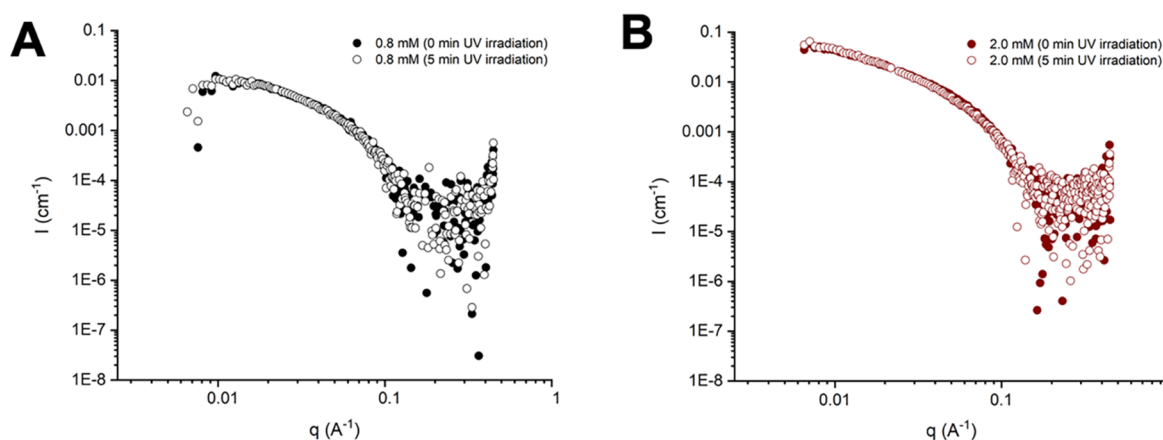 A
0.1
0.01
0.001
1E-4
1E-5
1E-6
1E-7
1E-8
I (cm-1)
0.8 mM (0 min UV irradiation)
0.8 mM (5 min UV irradiation)
0.01
0.1
1
q (A-1)
B
0.1
0.01
0.001
1E-4
1E-5
1E-6
1E-7
1E-8
I (cm-1)
2.0 mM (0 min UV irradiation)
2.0 mM (5 min UV irradiation)
0.01
0.1
q (A-1)